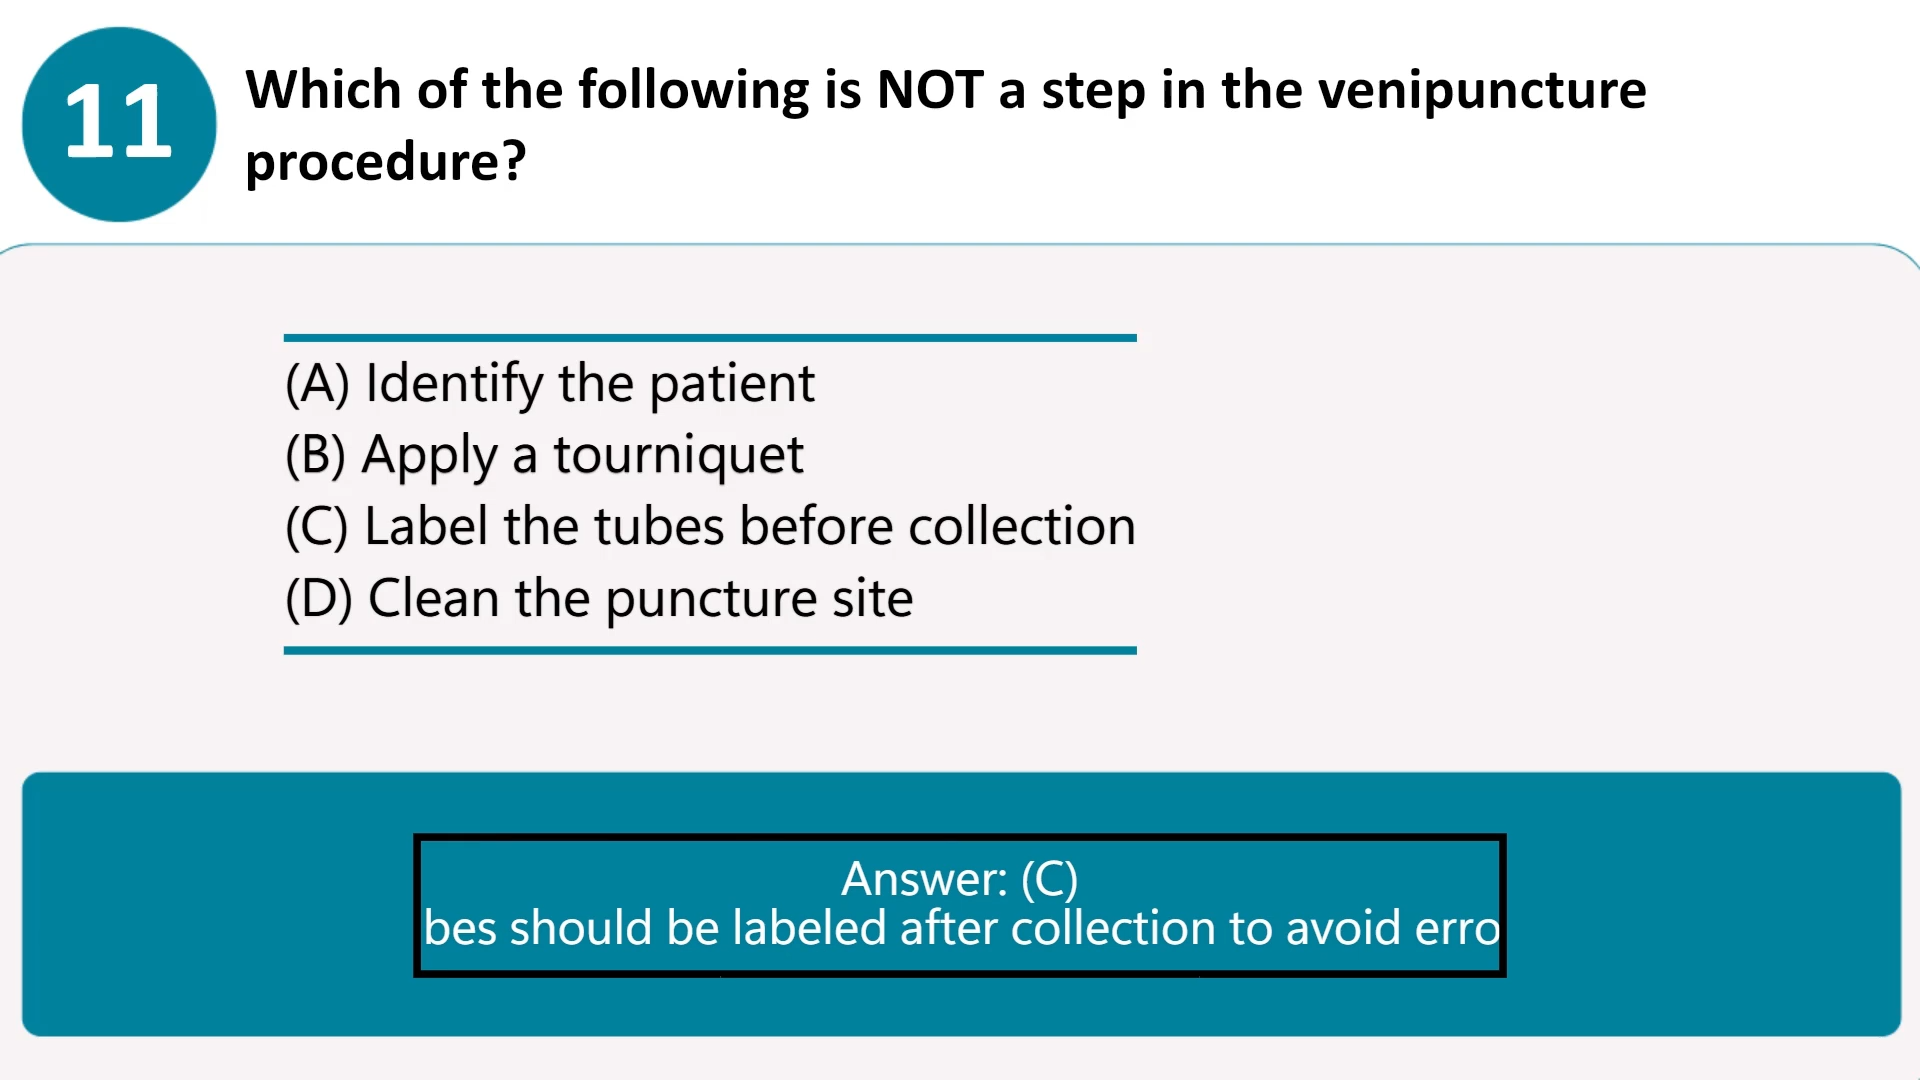 11
Which of the following is NOT a step in the venipuncture
procedure?
(A) Identify the patient
(B) Apply a tourniquet
(C) Label the tubes before collection
(D) Clean the puncture site
Answer: (C)
bes should be labeled after collection to avoid erro